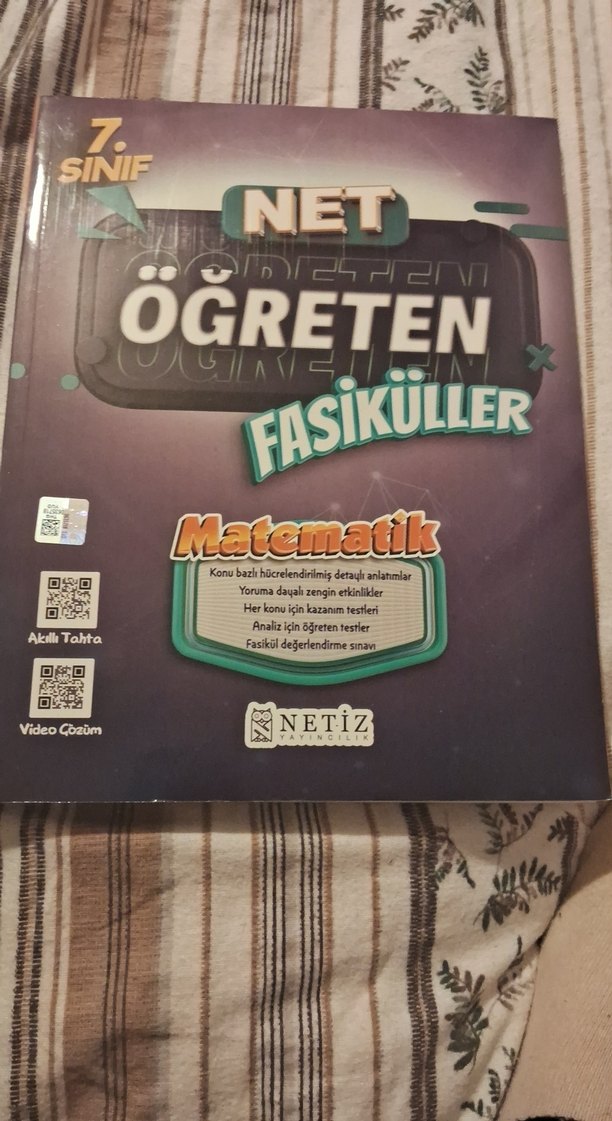 7.
SINIF
NET
ÖĞRETEN
FASİKÜLLER
Matematik
Konu bazlı hücrelendirilmiş detaylı anlatımlar
Yoruma dayalı zengin etkinlikler
Her konu için kazanım testleri
Analiz için öğreten testler
Fasikül değerlendirme sınavı
Akıllı Tahta
Video Çözüm
NETİZ
YAYINCILIK